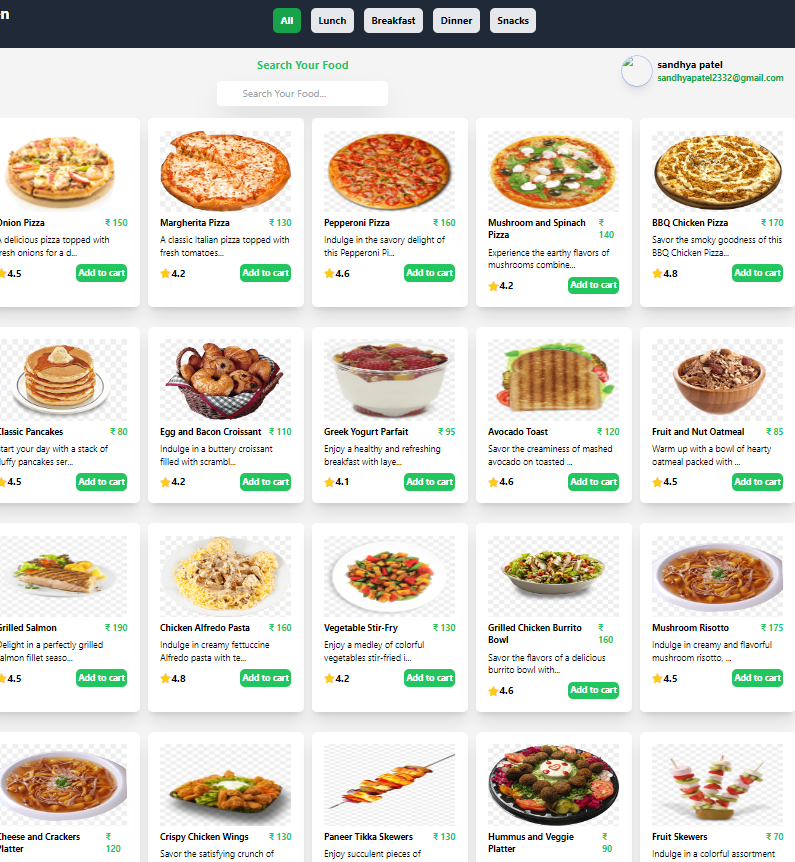 n
All Lunch Breakfast Dinner Snacks
Search Your Food
sandhya patel
sandhyapatel2332@gmail.com
Search Your Food...
Onion Pizza ₹ 150
A delicious pizza topped with
fresh onions for a d...
4.5 Add to cart
Margherita Pizza ₹ 130
A classic Italian pizza topped with
fresh tomatoes...
4.2 Add to cart
Pepperoni Pizza ₹ 160
Indulge in the savory delight of
this Pepperoni Pi...
4.6 Add to cart
Mushroom and Spinach ₹
Pizza 140
Experience the earthy flavors of
mushrooms combine...
4.2 Add to cart
BBQ Chicken Pizza ₹ 170
Savor the smoky goodness of this
BBQ Chicken Pizza...
4.8 Add to cart
Classic Pancakes ₹ 80
Start your day with a stack of
fluffy pancakes ser...
4.5 Add to cart
Egg and Bacon Croissant ₹ 110
Indulge in a buttery croissant
filled with scrambl...
4.2 Add to cart
Greek Yogurt Parfait ₹ 95
Enjoy a healthy and refreshing
breakfast with laye...
4.1 Add to cart
Avocado Toast ₹ 120
Savor the creaminess of mashed
avocado on toasted ...
4.6 Add to cart
Fruit and Nut Oatmeal ₹ 85
Warm up with a bowl of hearty
oatmeal packed with ...
4.5 Add to cart
Grilled Salmon ₹ 190
Delight in a perfectly grilled
salmon fillet seaso...
4.5 Add to cart
Chicken Alfredo Pasta ₹ 160
Indulge in creamy fettuccine
Alfredo pasta with te...
4.8 Add to cart
Vegetable Stir-Fry ₹ 130
Enjoy a medley of colorful
vegetables stir-fried i...
4.2 Add to cart
Grilled Chicken Burrito ₹
Bowl 160
Savor the flavors of a delicious
burrito bowl with...
4.6 Add to cart
Mushroom Risotto ₹ 175
Indulge in creamy and flavorful
mushroom risotto, ...
4.5 Add to cart
Cheese and Crackers ₹
Platter 120
Crispy Chicken Wings ₹ 130
Savor the satisfying crunch of
Paneer Tikka Skewers ₹ 130
Enjoy succulent pieces of
Hummus and Veggie ₹
Platter 90
Fruit Skewers ₹ 70
Indulge in a colorful assortment